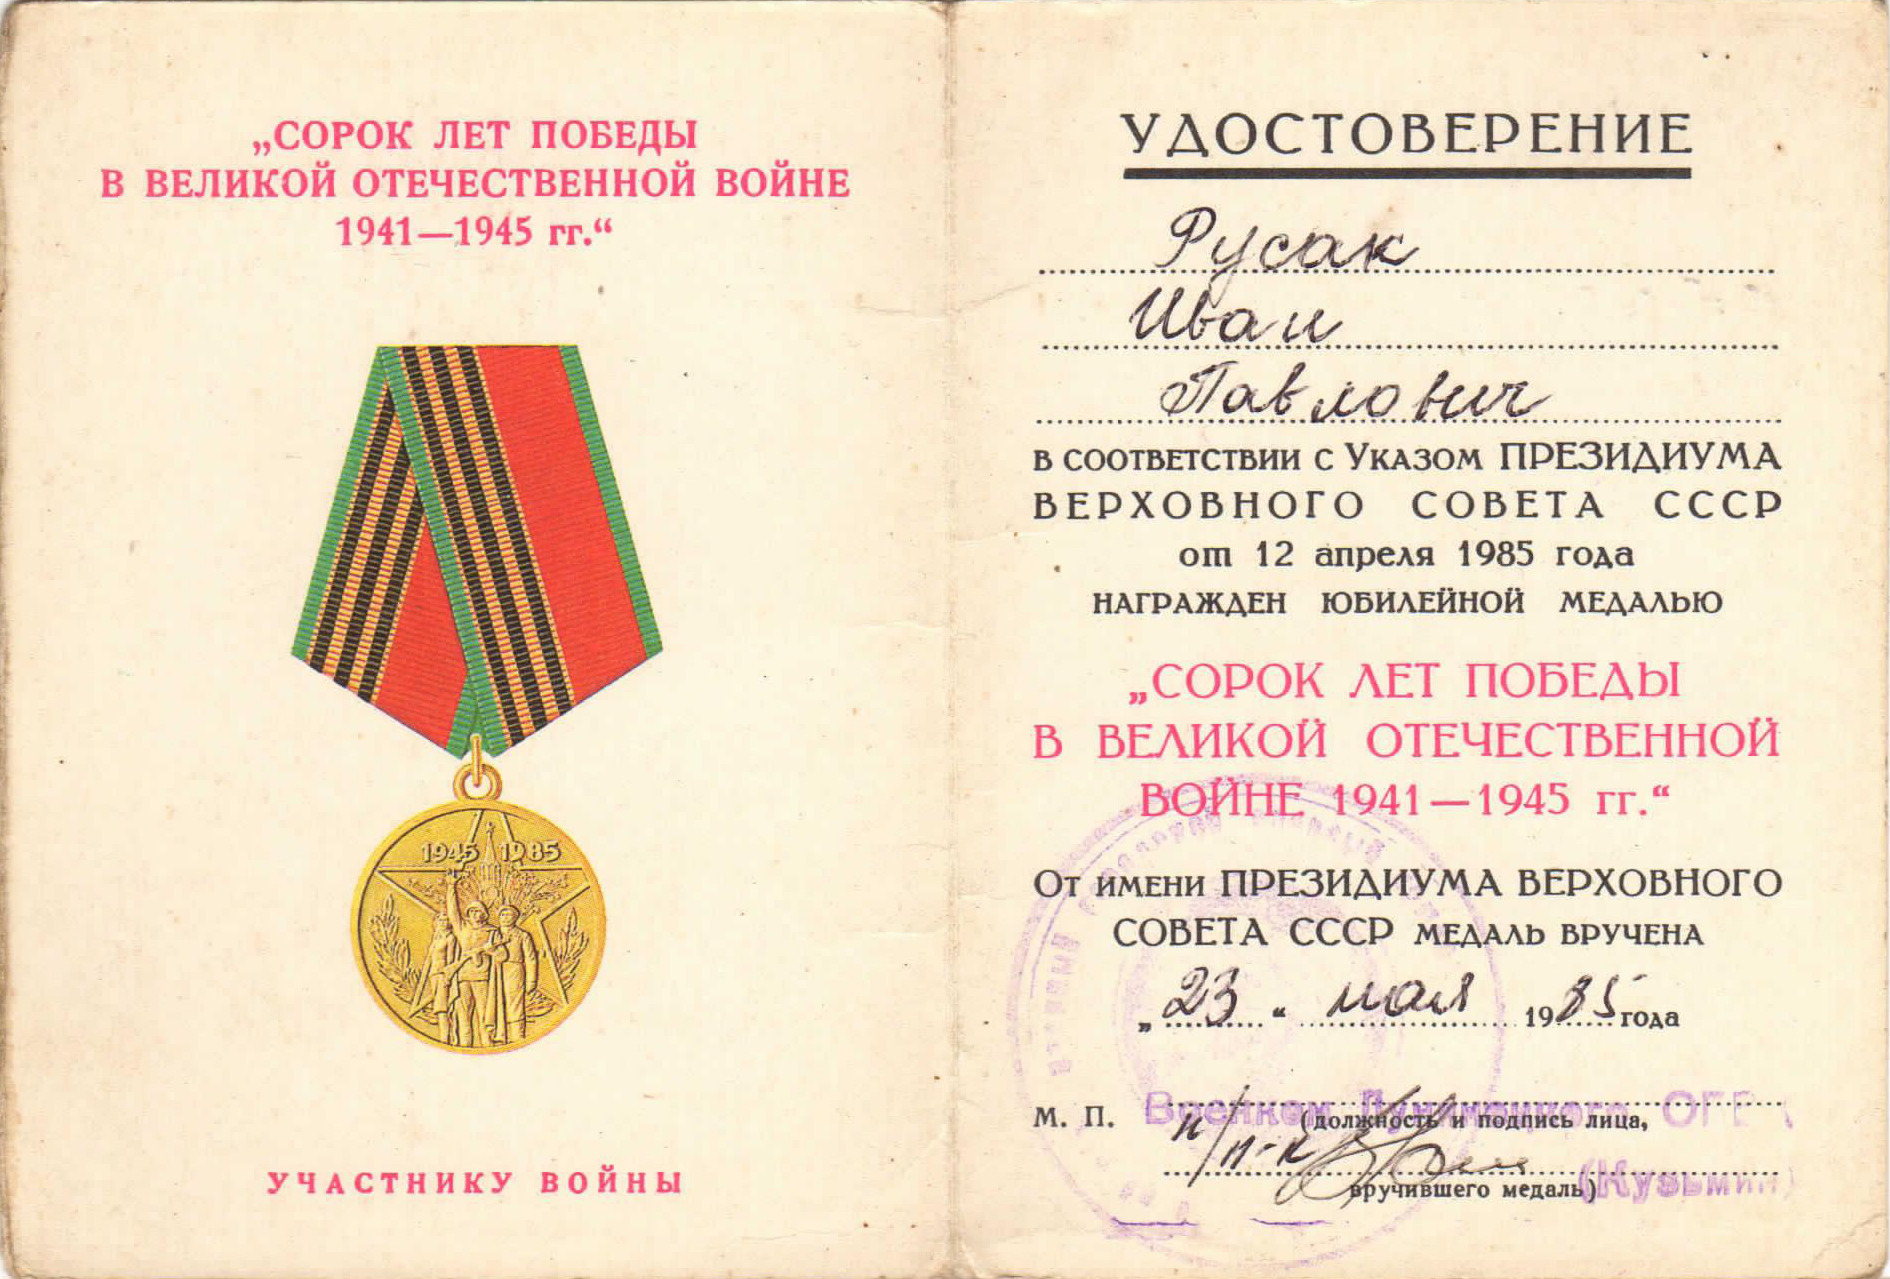 „СОРОК ЛЕТ ПОБЕДЫ
В ВЕЛИКОЙ ОТЕЧЕСТВЕННОЙ ВОЙНЕ
1941—1945 гг.“
1945 1985
УЧАСТНИКУ ВОЙНЫ
УДОСТОВЕРЕНИЕ
Русак
Иван
Павлович
В СООТВЕТСТВИИ С УКАЗОМ ПРЕЗИДИУМА
ВЕРХОВНОГО СОВЕТА СССР
от 12 апреля 1985 года
НАГРАЖДЕН ЮБИЛЕЙНОЙ МЕДАЛЬЮ
„СОРОК ЛЕТ ПОБЕДЫ
В ВЕЛИКОЙ ОТЕЧЕСТВЕННОЙ
ВОЙНЕ 1941—1945 гг.“
ОТ ИМЕНИ ПРЕЗИДИУМА ВЕРХОВНОГО
СОВЕТА СССР МЕДАЛЬ ВРУЧЕНА
„23“ мая 1985 года
Военком
М. П. (должность и подпись лица,
п/п-к
вручившего медаль)
(Кузьмин)